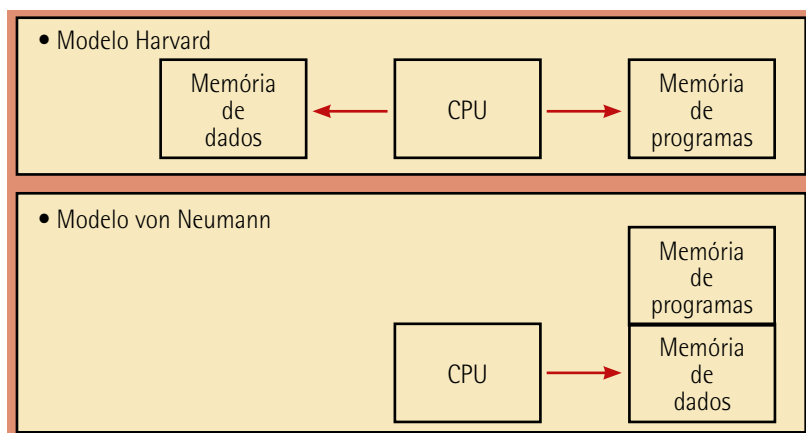 • Modelo Harvard
Memória
de
dados
CPU
Memória
de
programas
• Modelo von Neumann
Memória
de
programas
CPU
Memória
de
dados